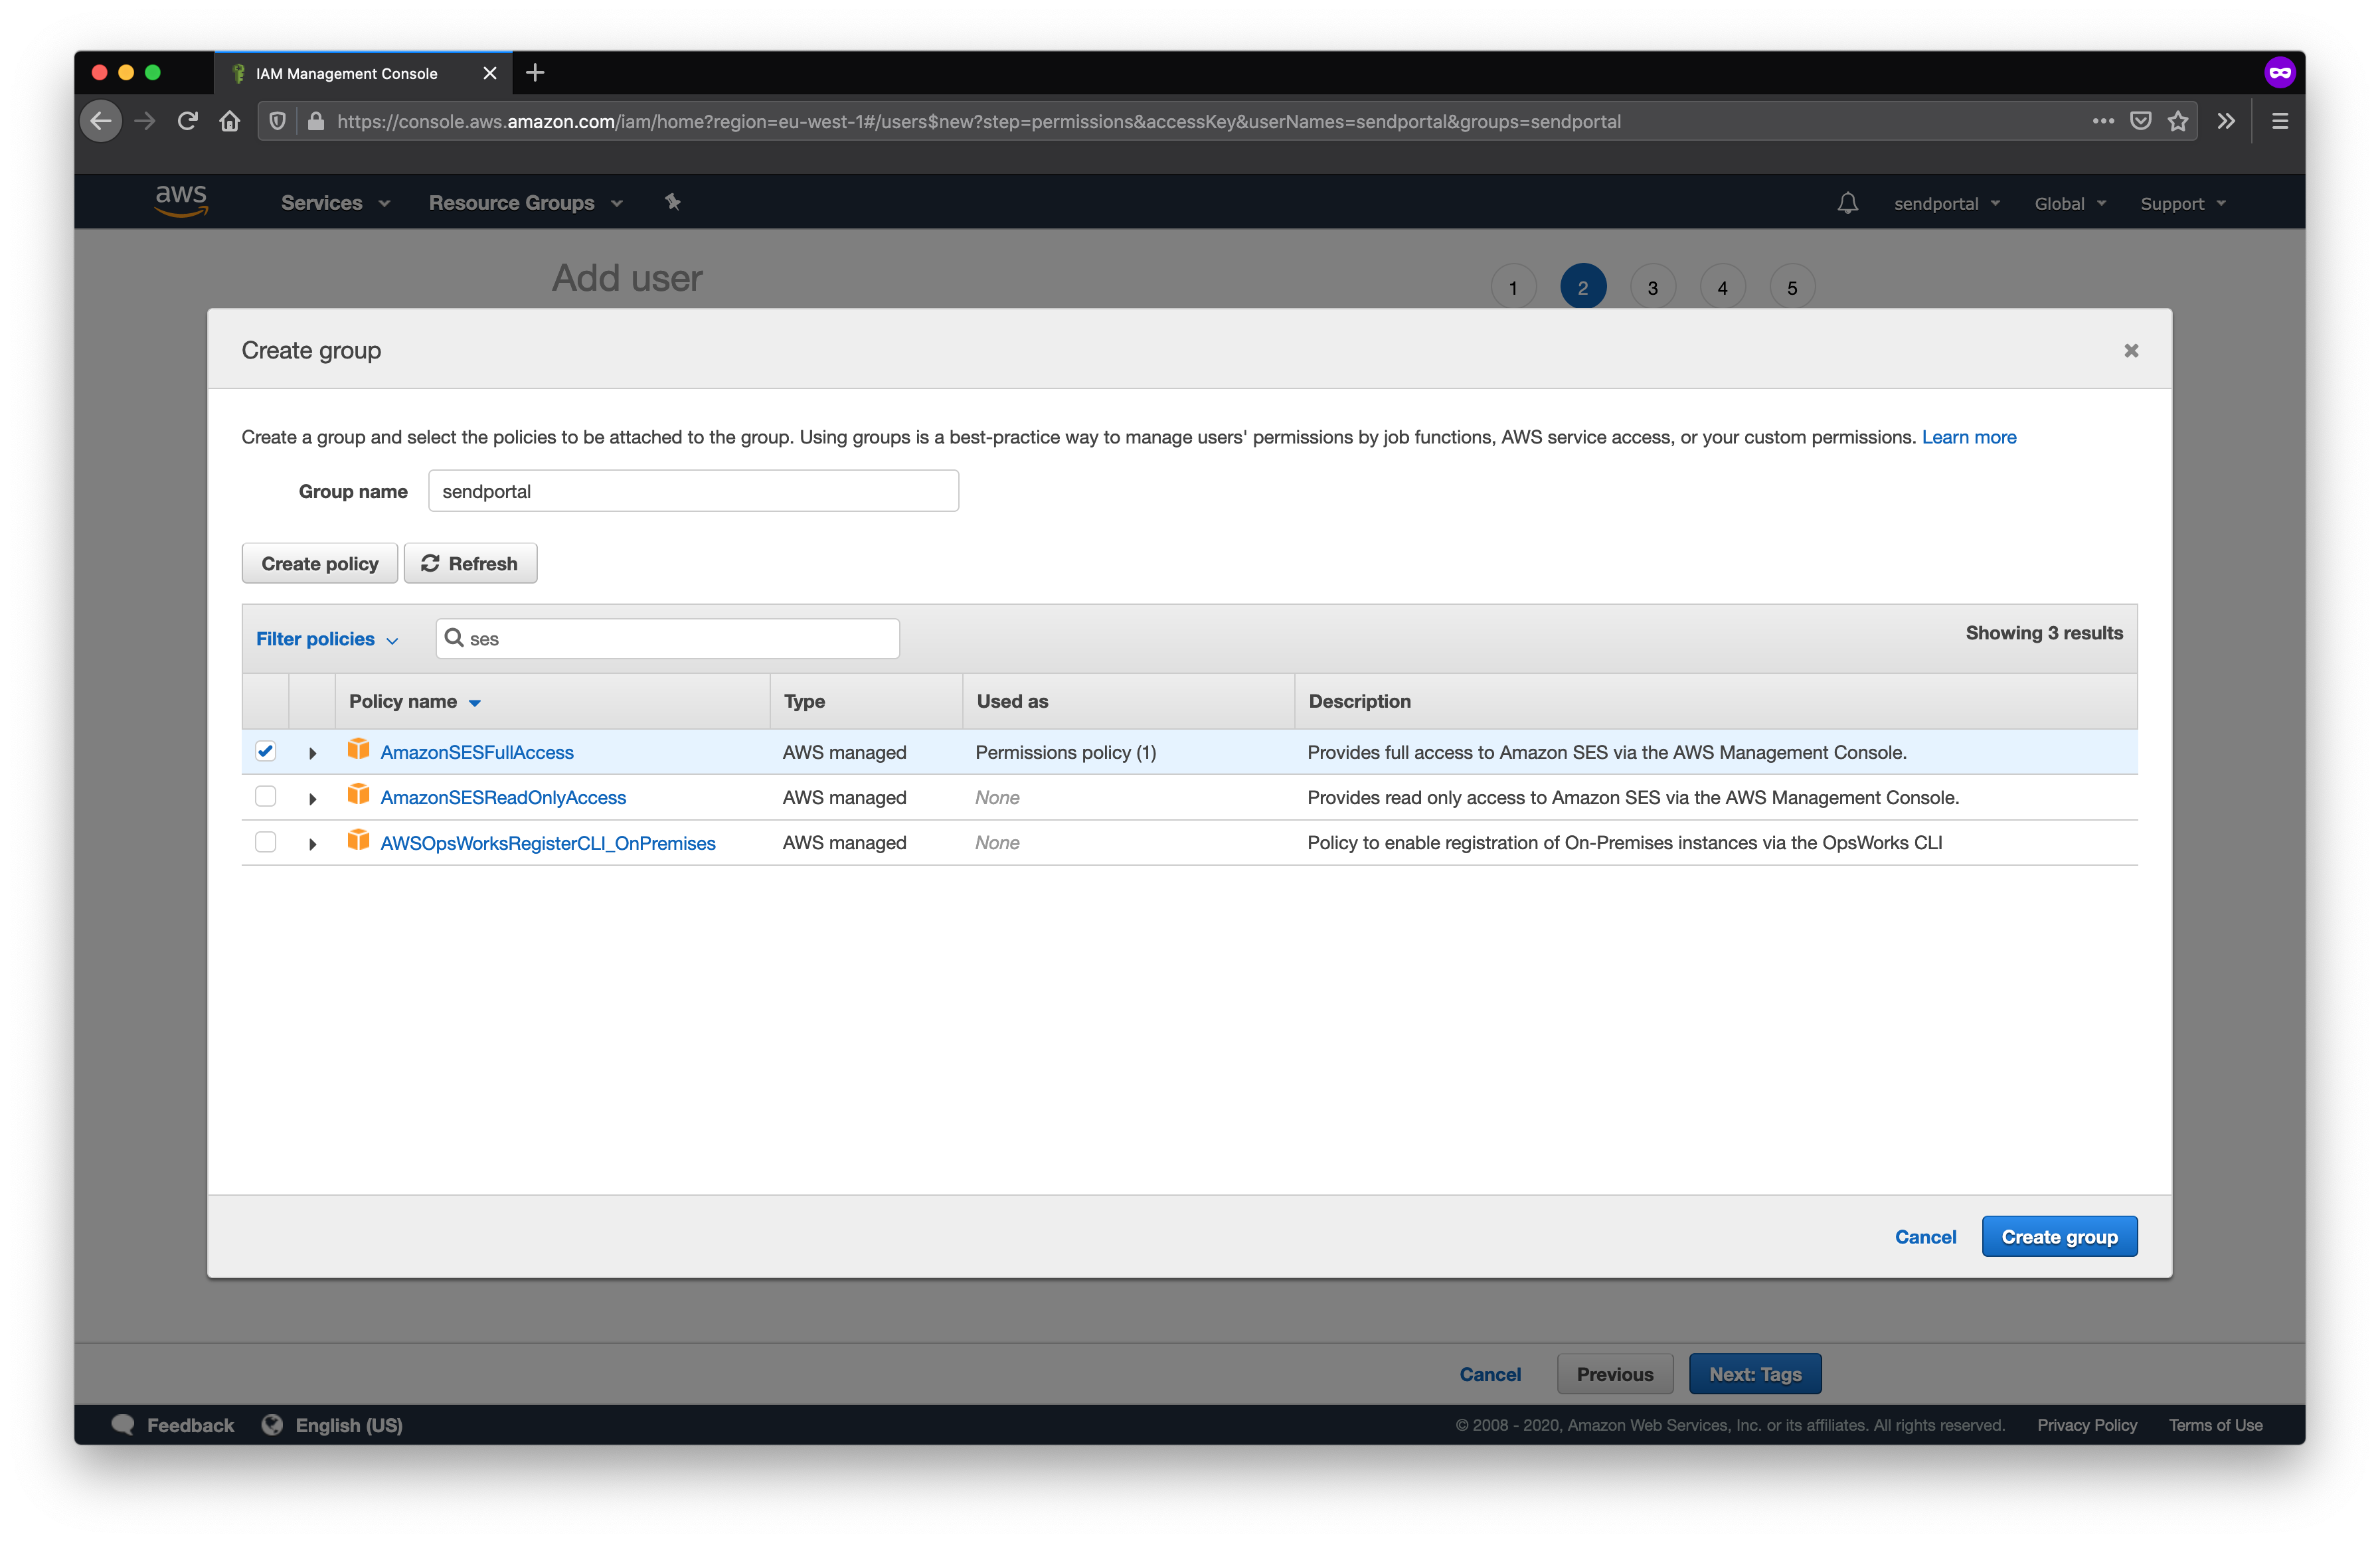 IAM Management Console
https://console.aws.amazon.com/iam/home?region=eu-west-1#/users$new?step=permissions&accessKey&userNames=sendportal&groups=sendportal
aws Services Resource Groups sendportal Global Support
Add user 1 2 3 4 5
Create group
Create a group and select the policies to be attached to the group. Using groups is a best-practice way to manage users' permissions by job functions, AWS service access, or your custom permissions. Learn more
Group name sendportal
Create policy Refresh
Filter policies ses Showing 3 results
Policy name Type Used as Description
AmazonSESFullAccess AWS managed Permissions policy (1) Provides full access to Amazon SES via the AWS Management Console.
AmazonSESReadOnlyAccess AWS managed None Provides read only access to Amazon SES via the AWS Management Console.
AWSOpsWorksRegisterCLI_OnPremises AWS managed None Policy to enable registration of On-Premises instances via the OpsWorks CLI
Cancel Create group
Cancel Previous Next: Tags
Feedback English (US) © 2008 - 2020, Amazon Web Services, Inc. or its affiliates. All rights reserved. Privacy Policy Terms of Use